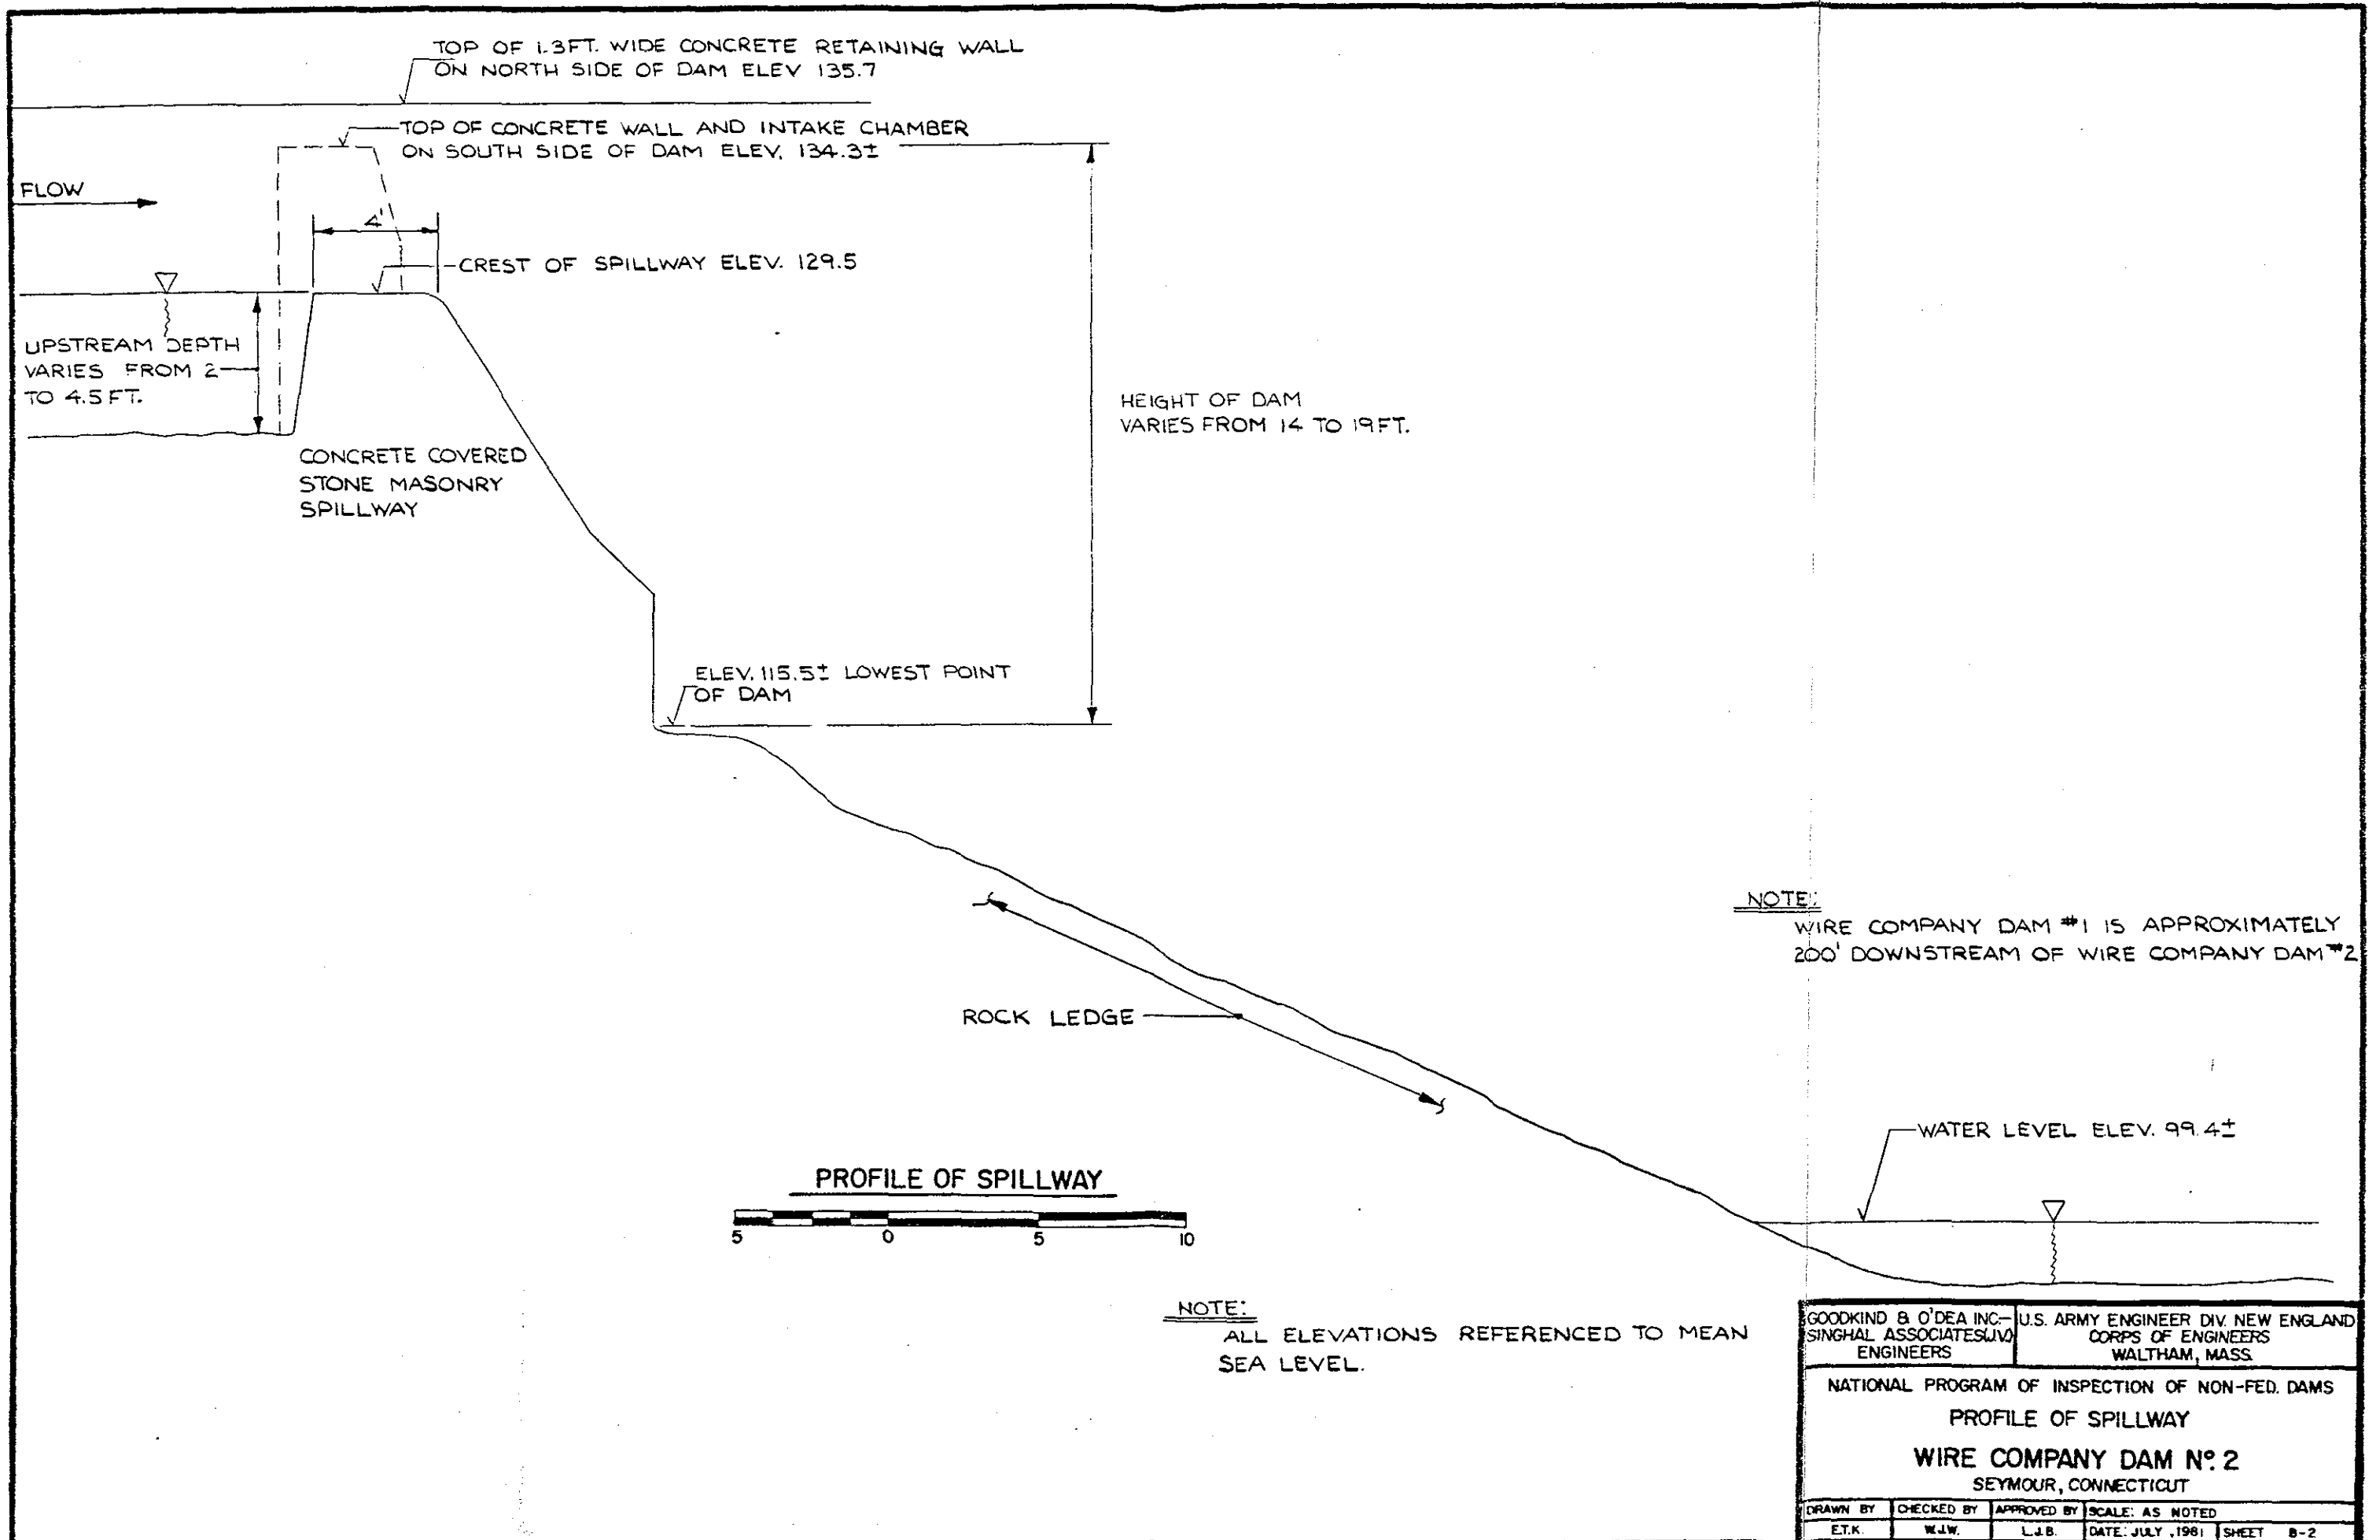 TOP OF 1.3FT. WIDE CONCRETE RETAINING WALL
ON NORTH SIDE OF DAM ELEV 135.7
TOP OF CONCRETE WALL AND INTAKE CHAMBER
ON SOUTH SIDE OF DAM ELEV. 134.3±
FLOW
4'
CREST OF SPILLWAY ELEV. 129.5
UPSTREAM DEPTH
VARIES FROM 2
TO 4.5 FT.
HEIGHT OF DAM
VARIES FROM 14 TO 19FT.
CONCRETE COVERED
STONE MASONRY
SPILLWAY
ELEV. 115.5± LOWEST POINT
OF DAM
NOTE:
WIRE COMPANY DAM #1 IS APPROXIMATELY
200' DOWNSTREAM OF WIRE COMPANY DAM #2
ROCK LEDGE
WATER LEVEL ELEV. 99.4±
PROFILE OF SPILLWAY
5 0 5 10
NOTE:
ALL ELEVATIONS REFERENCED TO MEAN
SEA LEVEL.
GOODKIND & O'DEA INC.-
SINGHAL ASSOCIATES(JV)
ENGINEERS
U.S. ARMY ENGINEER DIV. NEW ENGLAND
CORPS OF ENGINEERS
WALTHAM, MASS.
NATIONAL PROGRAM OF INSPECTION OF NON-FED. DAMS
PROFILE OF SPILLWAY
WIRE COMPANY DAM Nº. 2
SEYMOUR, CONNECTICUT
DRAWN BY CHECKED BY APPROVED BY SCALE: AS NOTED
E.T.K. W.J.W. L.J.B. DATE: JULY, 1981 SHEET B-2